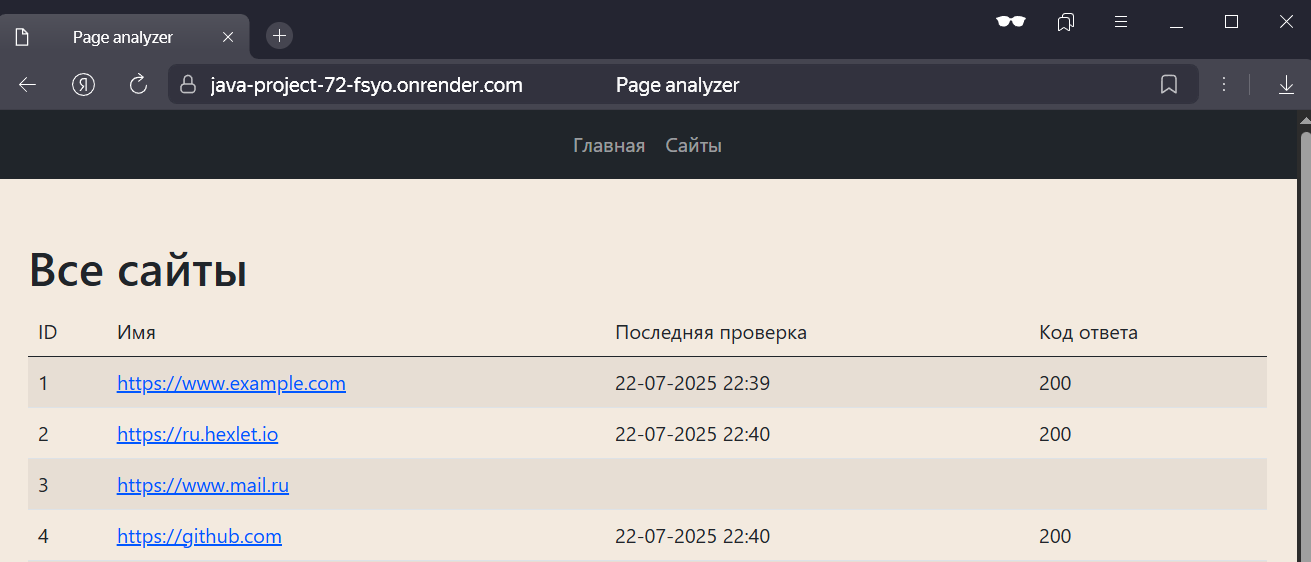 Page analyzer
Я
java-project-72-fsyo.onrender.com Page analyzer
Главная Сайты
Все сайты
ID Имя Последняя проверка Код ответа
1 https://www.example.com 22-07-2025 22:39 200
2 https://ru.hexlet.io 22-07-2025 22:40 200
3 https://www.mail.ru
4 https://github.com 22-07-2025 22:40 200